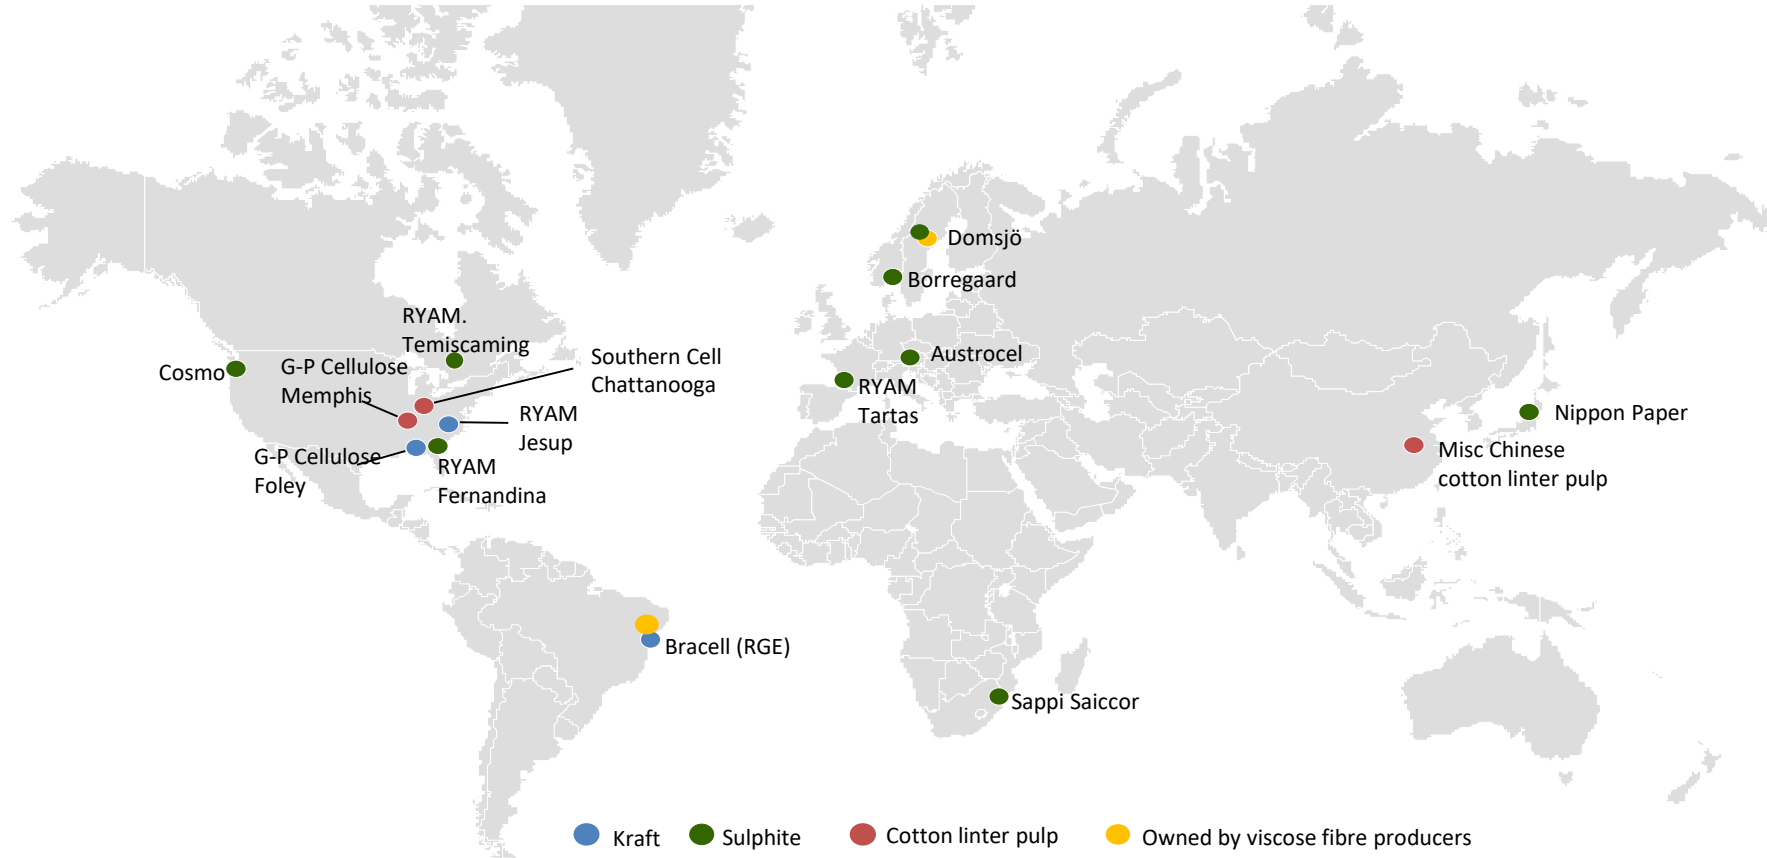 Domsjö
Borregaard
RYAM.
Temiscaming
Southern Cell
Chattanooga
Cosmo
G-P Cellulose
Memphis
Austrocel
RYAM
Tartas
RYAM
Jesup
Nippon Paper
Misc Chinese
cotton linter pulp
G-P Cellulose
Foley
RYAM
Fernandina
Bracell (RGE)
Sappi Saiccor
Kraft
Sulphite
Cotton linter pulp
Owned by viscose fibre producers